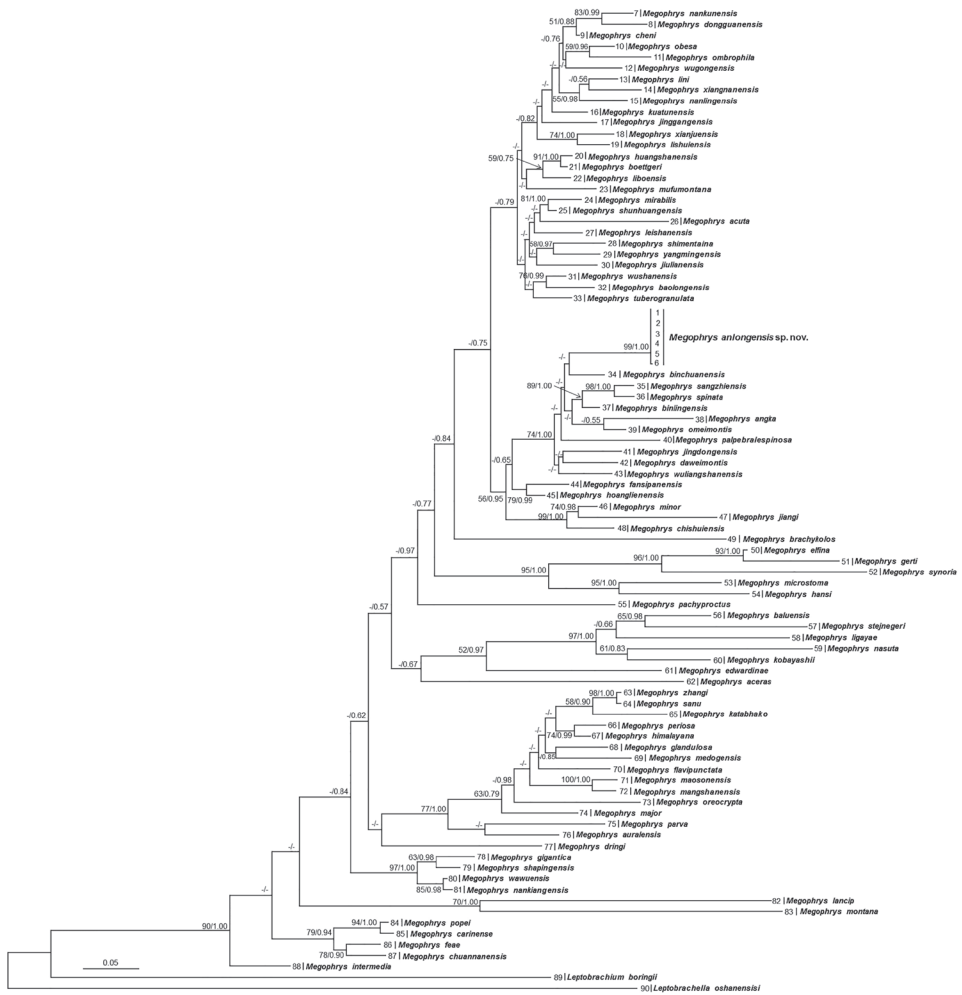 83/0.99
7 Megophrys nankunensis
51/0.88
8 Megophrys dongguanensis
9 Megophrys cheni
-/0.76
59/0.96
10 Megophrys obesa
11 Megophrys ombrophila
-/-
12 Megophrys wugongensis
-/0.56
13 Megophrys lini
14 Megophrys xiangnanensis
55/0.98
15 Megophrys nanlingensis
-/-
16 Megophrys kuatunensis
-/0.82
17 Megophrys jinggangensis
74/1.00
18 Megophrys xianjuensis
19 Megophrys lishuiensis
59/0.75
91/1.00
20 Megophrys huangshanensis
21 Megophrys boettgeri
22 Megophrys liboensis
-/-
23 Megophrys mufumontana
-/0.79
81/1.00
24 Megophrys mirabilis
25 Megophrys shunhuangensis
26 Megophrys acuta
27 Megophrys leishanensis
58/0.97
28 Megophrys shimentaina
29 Megophrys yangmingensis
30 Megophrys jiulianensis
76/0.99
31 Megophrys wushanensis
32 Megophrys baolongensis
33 Megophrys tuberogranulata
-/0.75
99/1.00
1
2
3
4
5
6
Megophrys anlongensis sp. nov.
34 Megophrys binchuanensis
89/1.00
98/1.00
35 Megophrys sangzhiensis
36 Megophrys spinata
37 Megophrys binlingensis
-/0.55
38 Megophrys angka
39 Megophrys omeimontis
74/1.00
40 Megophrys palpebralespinosa
41 Megophrys jingdongensis
42 Megophrys daweimontis
43 Megophrys wuliangshanensis
-/0.65
44 Megophrys fansipanensis
56/0.95
79/0.99
45 Megophrys hoanglienensis
74/0.98
46 Megophrys minor
99/1.00
47 Megophrys jiangi
48 Megophrys chishuiensis
-/0.84
49 Megophrys brachykolos
93/1.00
50 Megophrys elfina
96/1.00
51 Megophrys gerti
52 Megophrys synoria
-/0.77
95/1.00
95/1.00
53 Megophrys microstoma
54 Megophrys hansi
-/0.97
55 Megophrys pachyproctus
65/0.98
56 Megophrys baluensis
-/0.66
57 Megophrys stejnegeri
97/1.00
58 Megophrys ligayae
61/0.83
59 Megophrys nasuta
60 Megophrys kobayashii
-/0.57
52/0.97
61 Megophrys edwardinae
-/0.67
62 Megophrys aceras
98/1.00
63 Megophrys zhangi
58/0.90
64 Megophrys sanu
65 Megophrys katabhako
74/0.99
66 Megophrys periosa
67 Megophrys himalayana
68 Megophrys glandulosa
-/0.85
69 Megophrys medogensis
70 Megophrys flavipunctata
-/0.98
100/1.00
71 Megophrys maosonensis
72 Megophrys mangshanensis
63/0.79
73 Megophrys oreocrypta
-/0.62
77/1.00
74 Megophrys major
75 Megophrys parva
-/-
76 Megophrys auralensis
-/-
77 Megophrys dringi
-/0.84
63/0.98
78 Megophrys gigantica
97/1.00
79 Megophrys shapingensis
80 Megophrys wawuensis
85/0.98
81 Megophrys nankiangensis
-/-
70/1.00
82 Megophrys lancip
83 Megophrys montana
-/-
94/1.00
84 Megophrys popei
79/0.94
85 Megophrys carinense
86 Megophrys feae
78/0.90
87 Megophrys chuannanensis
90/1.00
88 Megophrys intermedia
0.05
89 Leptobrachium boringii
90 Leptobrachella oshanensisi